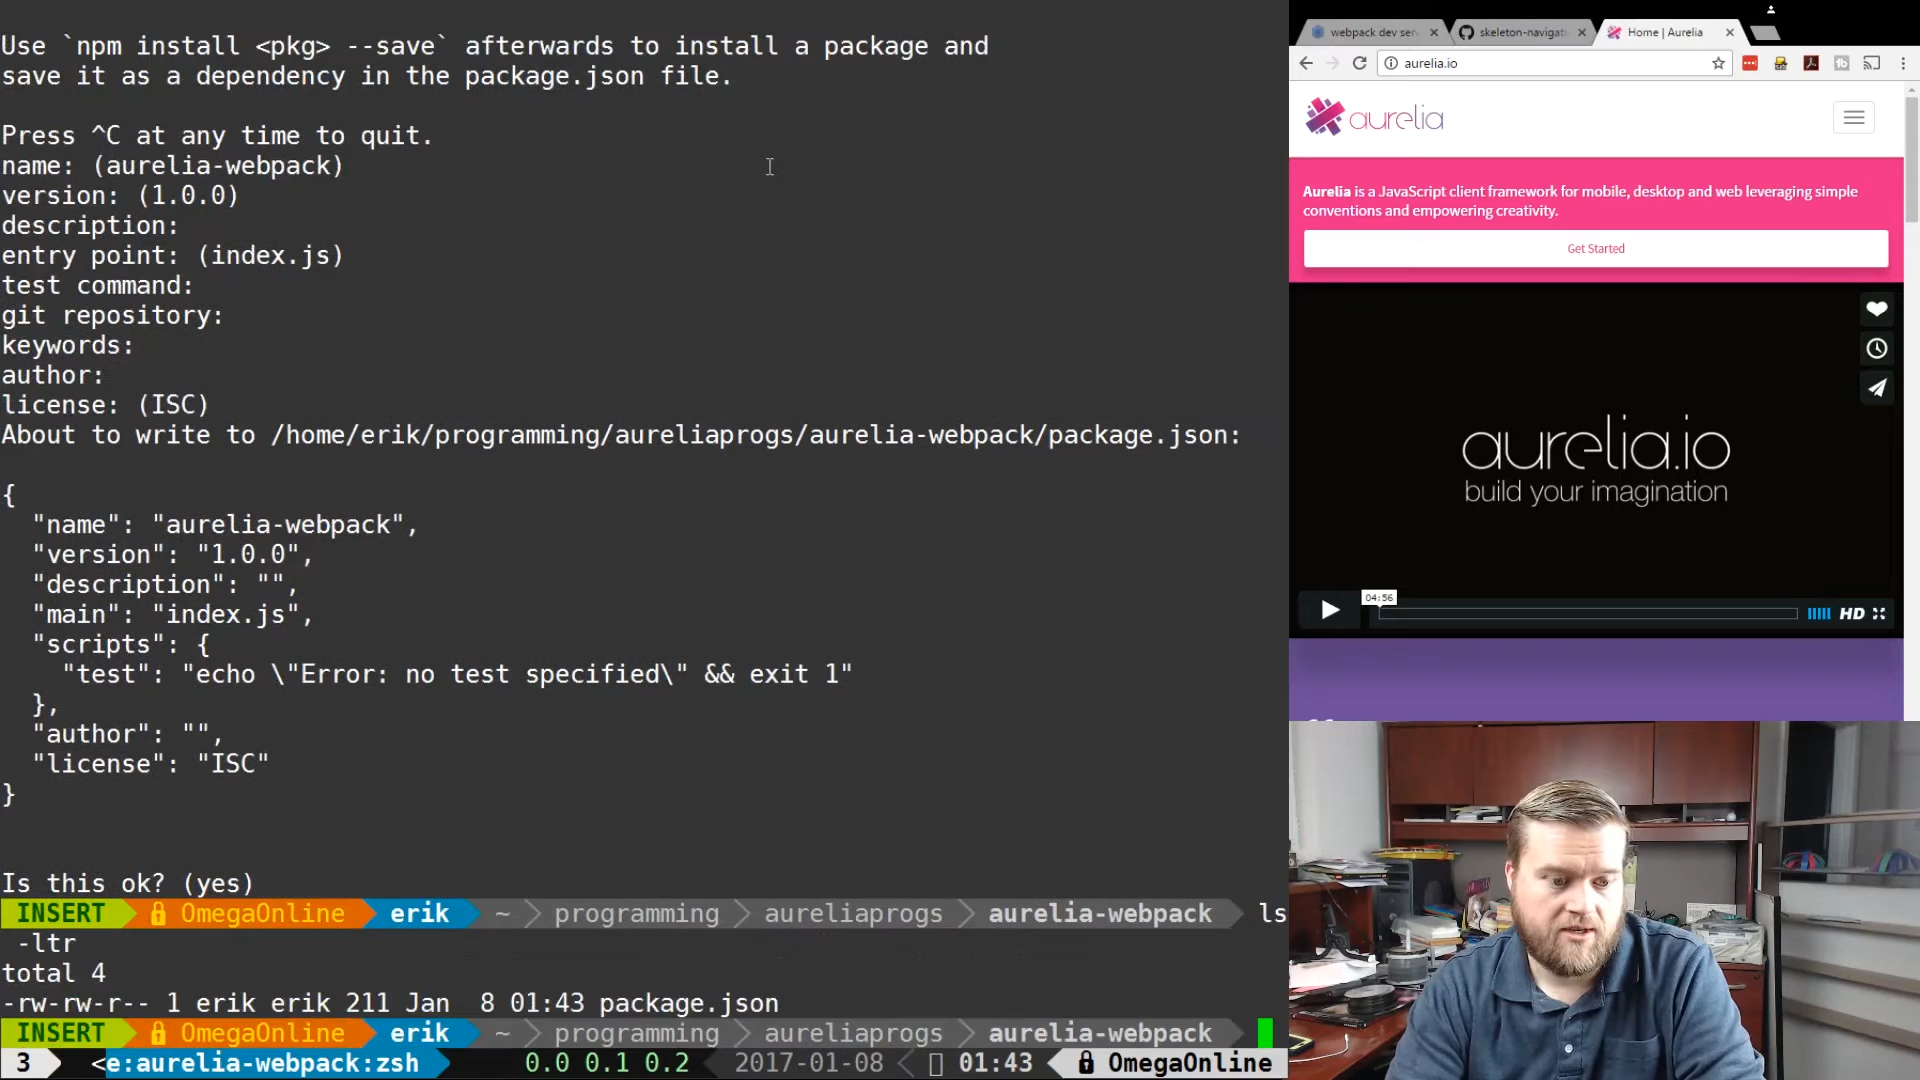 Use `npm install <pkg> --save` afterwards to install a package and
save it as a dependency in the package.json file.
Press ^C at any time to quit.
name: (aurelia-webpack)
version: (1.0.0)
description:
entry point: (index.js)
test command:
git repository:
keywords:
author:
license: (ISC)
About to write to /home/erik/programming/aureliaprogs/aurelia-webpack/package.json:
{
"name": "aurelia-webpack",
"version": "1.0.0",
"description": "",
"main": "index.js",
"scripts": {
"test": "echo \"Error: no test specified\" && exit 1"
},
"author": "",
"license": "ISC"
}
Is this ok? (yes)
INSERT OmegaOnline erik ~ programming aureliaprogs aurelia-webpack ls
-ltr
total 4
-rw-rw-r-- 1 erik erik 211 Jan  8 01:43 package.json
INSERT OmegaOnline erik ~ programming aureliaprogs aurelia-webpack
3 <e:aurelia-webpack:zsh 0.0 0.1 0.2 2017-01-08 < 01:43 OmegaOnline
webpack dev ser
skeleton-navigati
Home | Aurelia
aurelia.io
aurelia
Aurelia is a JavaScript client framework for mobile, desktop and web leveraging simple
conventions and empowering creativity.
Get Started
aurelia.io
build your imagination
04:56
HD